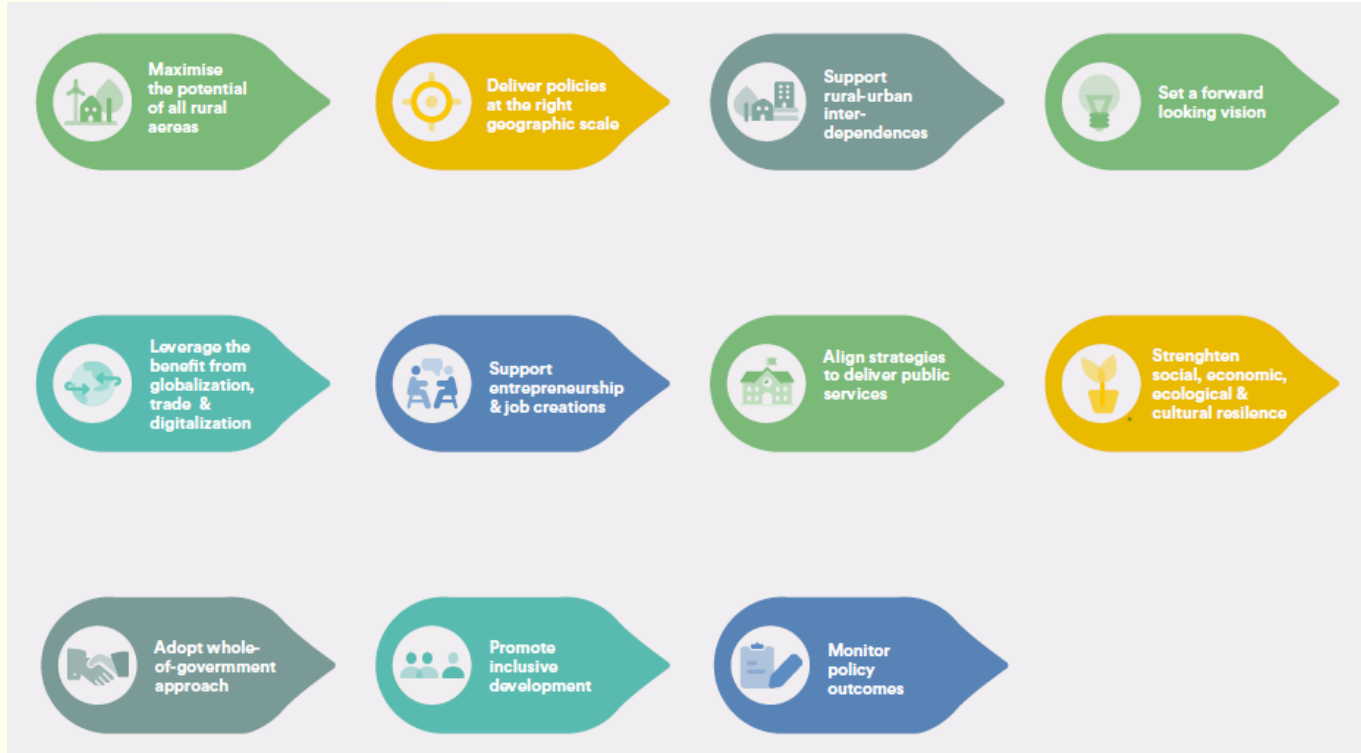 Maximise
the potential
of all rural
aereas
Deliver policies
at the right
geographic scale
Support
rural-urban
inter-
dependences
Set a forward
looking vision
Leverage the
benefit from
globalization,
trade &
digitalization
Support
entrepreneurship
& job creations
Align strategies
to deliver public
services
Strenghten
social, economic,
ecological &
cultural resilence
Adopt whole-
of-governmment
approach
Promote
inclusive
development
Monitor
policy
outcomes